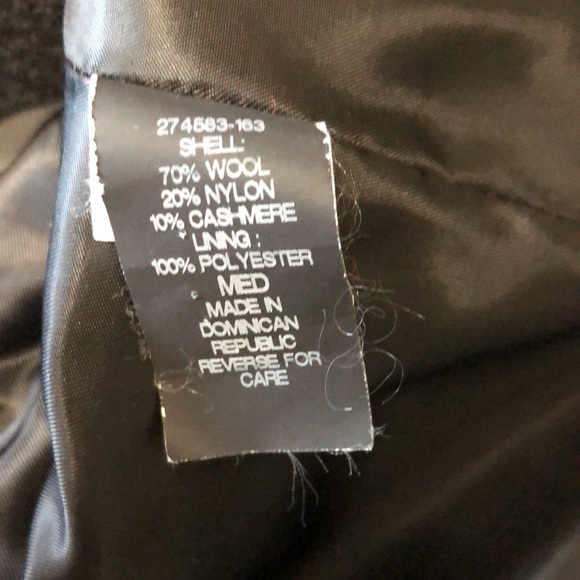 274583-163
SHELL:
70% WOOL
20% NYLON
10% CASHMERE
LINING :
100% POLYESTER
MED
MADE IN
DOMINICAN
REPUBLIC
REVERSE FOR
CARE